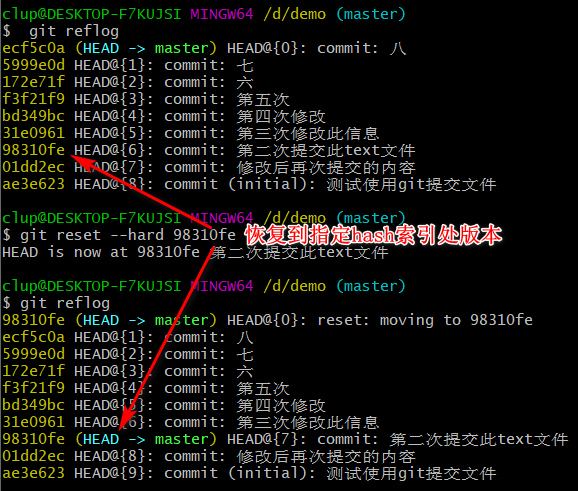 clup@DESKTOP-F7KUJSI MINGW64 /d/demo (master)
$  git reflog
ecf5c0a (HEAD -> master) HEAD@{0}: commit: 八
5999e0d HEAD@{1}: commit: 七
172e71f HEAD@{2}: commit: 六
f3f21f9 HEAD@{3}: commit: 第五次
bd349bc HEAD@{4}: commit: 第四次修改
31e0961 HEAD@{5}: commit: 第三次修改此信息
98310fe HEAD@{6}: commit: 第二次提交此text文件
01dd2ec HEAD@{7}: commit: 修改后再次提交的内容
ae3e623 HEAD@{8}: commit (initial): 测试使用git提交文件
clup@DESKTOP-F7KUJSI MINGW64 /d/demo (master)
$ git reset --hard 98310fe 恢复到指定hash索引处版本
HEAD is now at 98310fe 第二次提交此text文件
clup@DESKTOP-F7KUJSI MINGW64 /d/demo (master)
$ git reflog
98310fe (HEAD -> master) HEAD@{0}: reset: moving to 98310fe
ecf5c0a HEAD@{1}: commit: 八
5999e0d HEAD@{2}: commit: 七
172e71f HEAD@{3}: commit: 六
f3f21f9 HEAD@{4}: commit: 第五次
bd349bc HEAD@{5}: commit: 第四次修改
31e0961 HEAD@{6}: commit: 第三次修改此信息
98310fe (HEAD -> master) HEAD@{7}: commit: 第二次提交此text文件
01dd2ec HEAD@{8}: commit: 修改后再次提交的内容
ae3e623 HEAD@{9}: commit (initial): 测试使用git提交文件